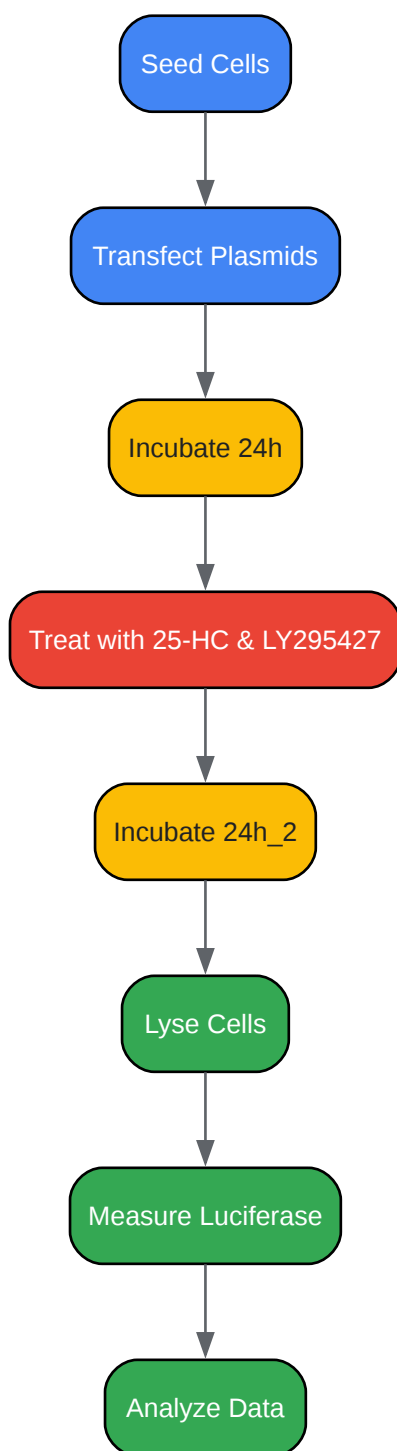 Seed Cells
Transfect Plasmids
Incubate 24h
Treat with 25-HC & LY295427
Incubate 24h_2
Lyse Cells
Measure Luciferase
Analyze Data